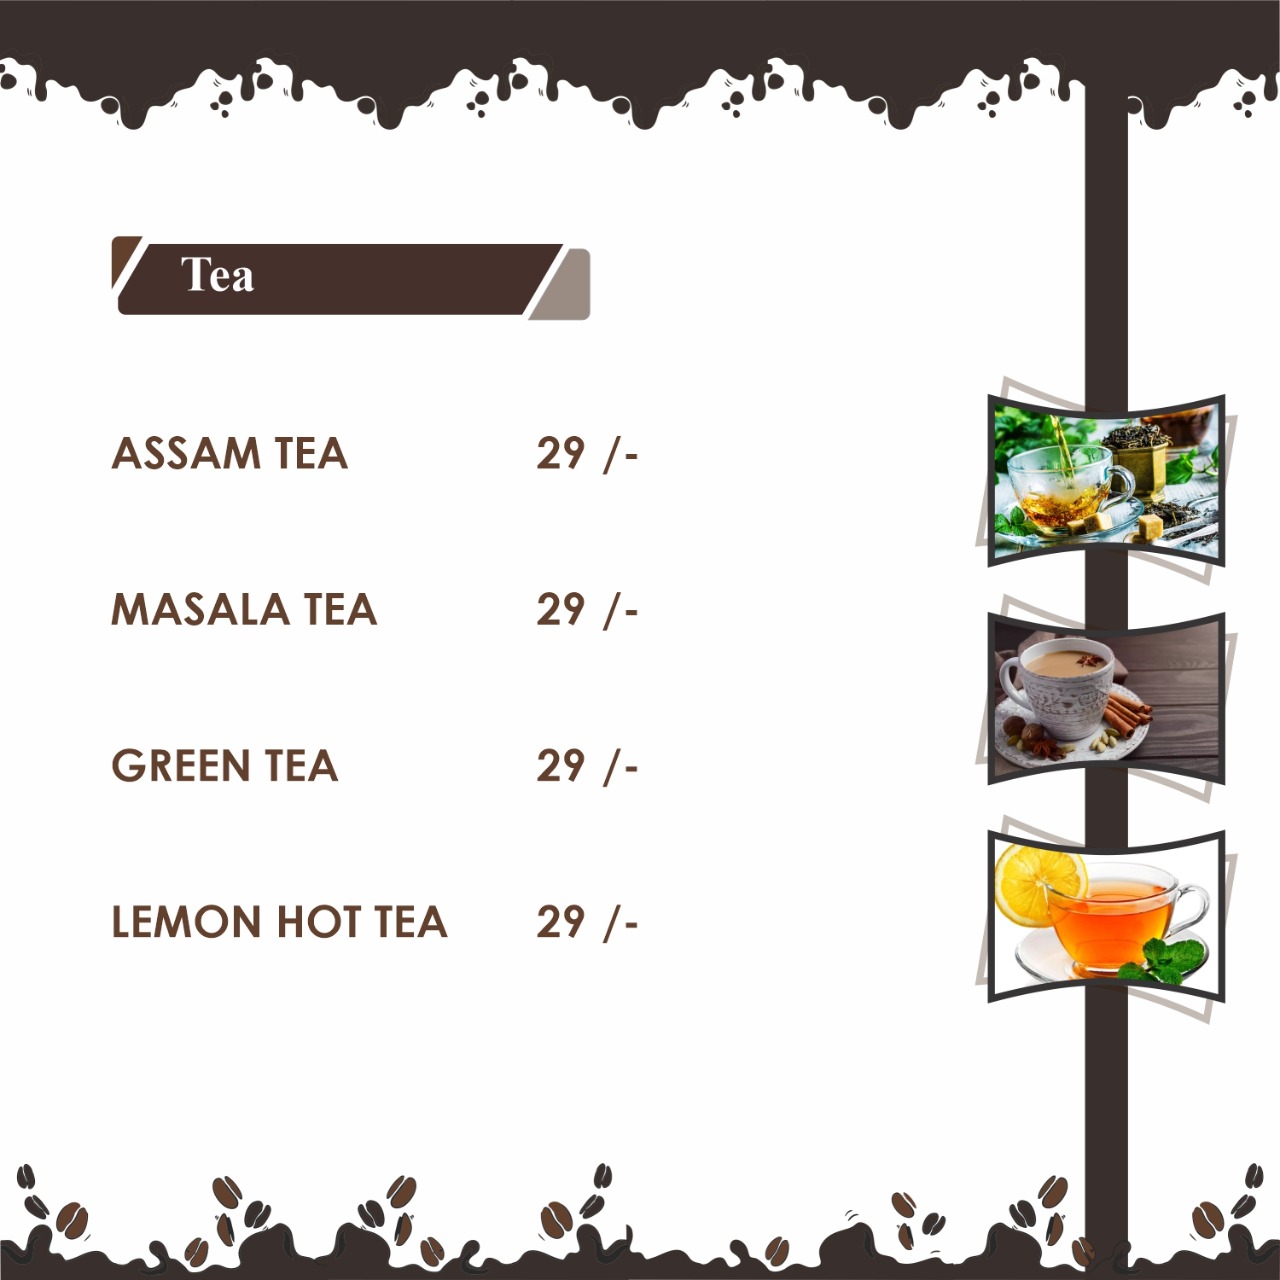 Tea
ASSAM TEA 29 /-
MASALA TEA 29 /-
GREEN TEA 29 /-
LEMON HOT TEA 29 /-